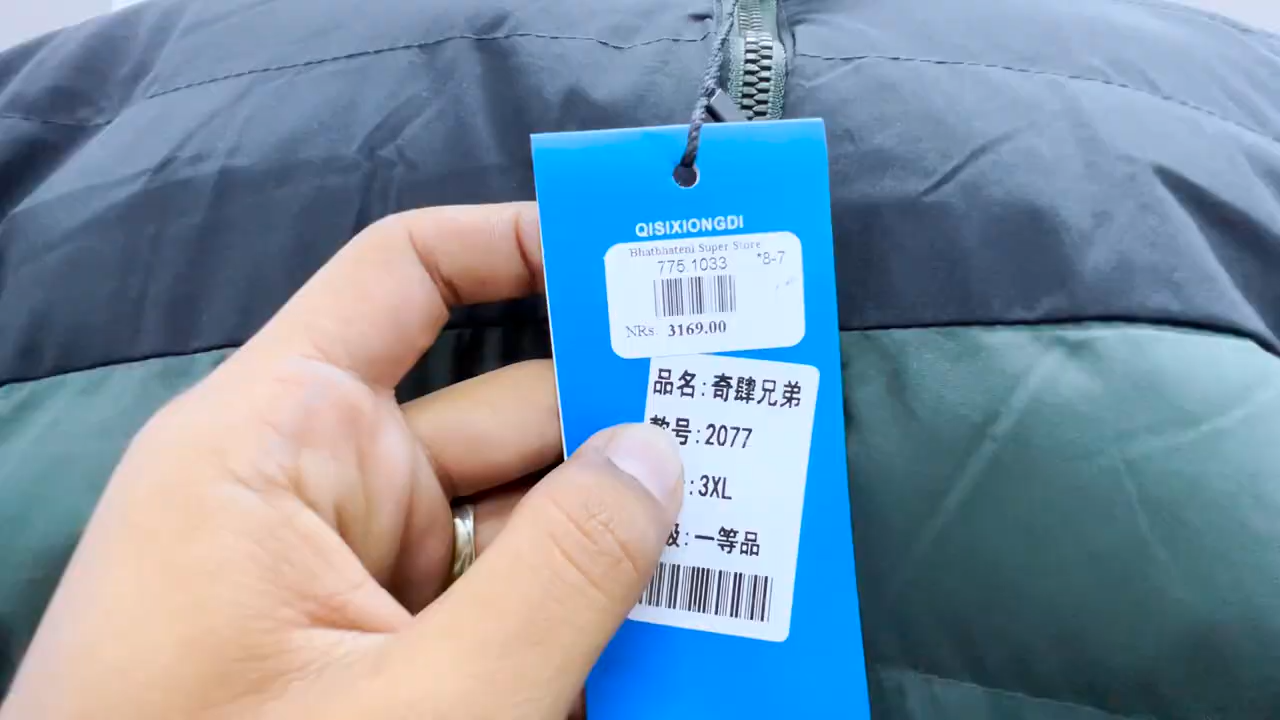 QISIXIONGDI
Bhatbhateni Super Store
775.1033 *8-7
NRs. 3169.00
品名:奇肆兄弟
款号:2077
:3XL
级:一等品